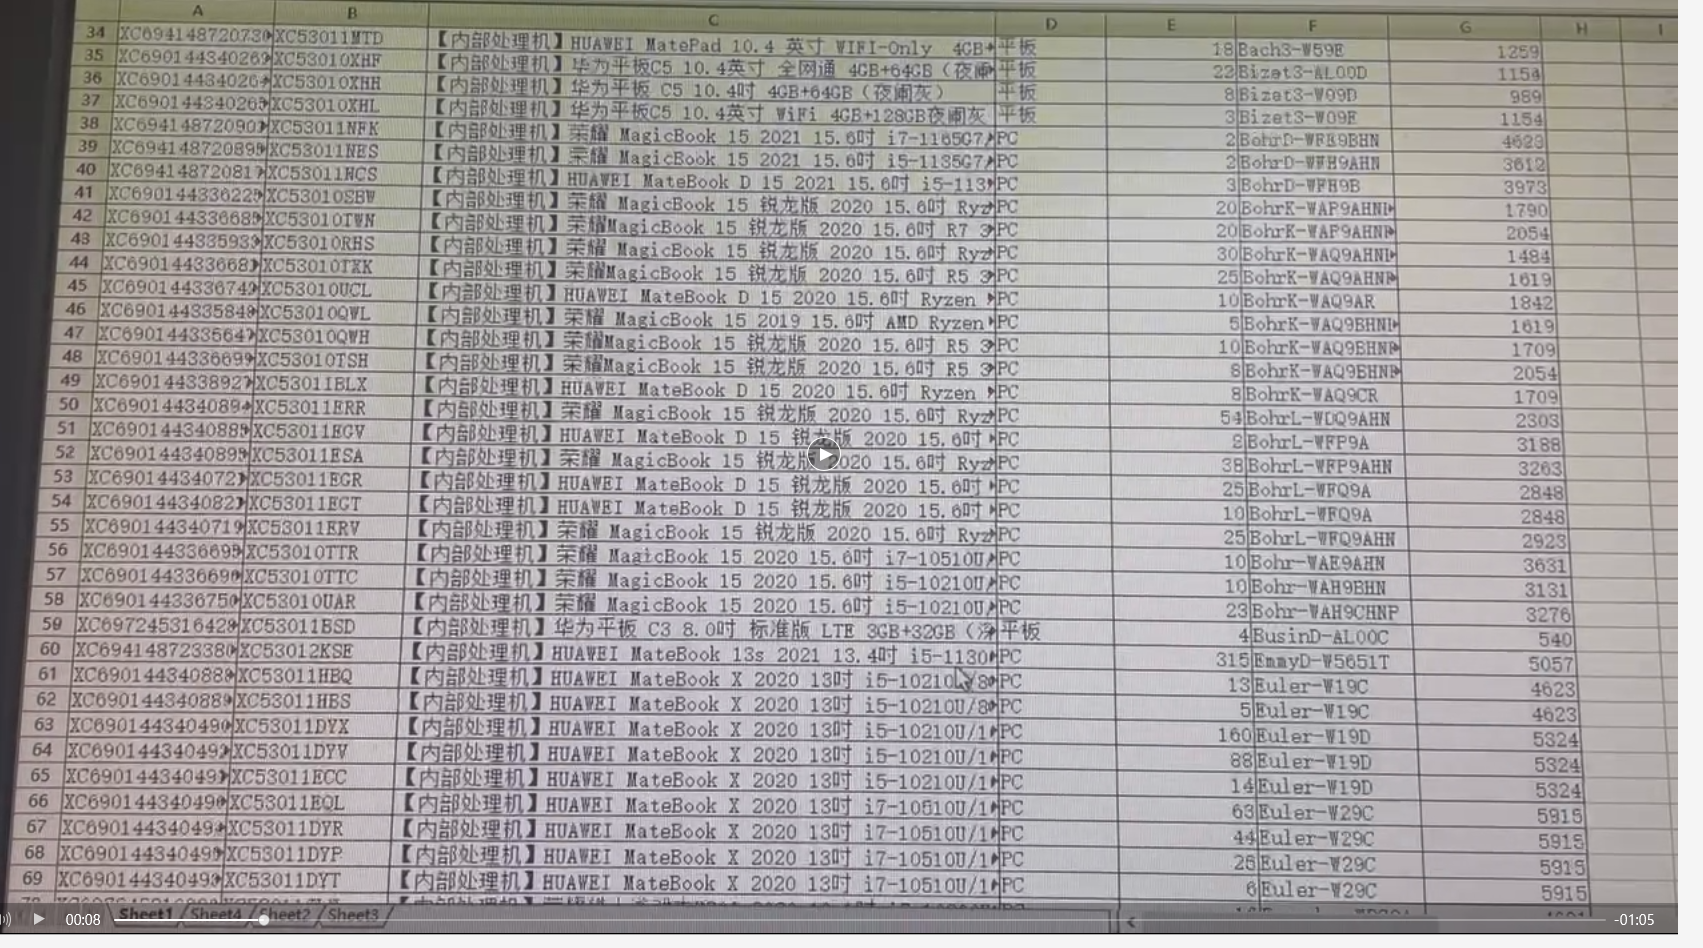 A B C D E F G H I
34 XC694148720730 XC53011MTD 【内部处理机】HUAWEI MatePad 10.4 英寸 WIFI-Only 4GB+ 平板 18 Bach3-W59E 1259
35 XC690144340269 XC53010XHF 【内部处理机】华为平板C5 10.4英寸 全网通 4GB+64GB（夜阑 平板 22 Bizet3-AL00D 1154
36 XC69014434026 XC53010XHH 【内部处理机】华为平板 C5 10.4吋 4GB+64GB（夜阑灰） 平板 8 Bizet3-W09D 989
37 XC690144340265 XC53010XHL 【内部处理机】华为平板C5 10.4英寸 WiFi 4GB+128GB夜阑灰 平板 3 Bizet3-W09E 1154
38 XC69414872090 XC53011NFK 【内部处理机】荣耀 MagicBook 15 2021 15.6吋 i7-1165G7/ PC 2 BohrD-WFE9BHN 4623
39 XC694148720895 XC53011NES 【内部处理机】荣耀 MagicBook 15 2021 15.6吋 i5-1135G7/ PC 2 BohrD-WFH9AHN 3612
40 XC69414872081 XC53011NCS 【内部处理机】HUAWEI MateBook D 15 2021 15.6吋 i5-113 PC 3 BohrD-WFH9B 3973
41 XC690144336225 XC53010SBW 【内部处理机】荣耀 MagicBook 15 锐龙版 2020 15.6吋 Ryz PC 20 BohrK-WAP9AHN 1790
42 XC690144336685 XC53010TWN 【内部处理机】荣耀MagicBook 15 锐龙版 2020 15.6吋 R7 3 PC 20 BohrK-WAP9AHN 2054
43 XC690144335933 XC53010RHS 【内部处理机】荣耀 MagicBook 15 锐龙版 2020 15.6吋 Ryz PC 30 BohrK-WAQ9AHN 1484
44 XC69014433668 XC53010TXK 【内部处理机】荣耀MagicBook 15 锐龙版 2020 15.6吋 R5 3 PC 25 BohrK-WAQ9AHN 1619
45 XC69014433674 XC53010UCL 【内部处理机】HUAWEI MateBook D 15 2020 15.6吋 Ryzen PC 10 BohrK-WAQ9AR 1842
46 XC69014433584 XC53010QWL 【内部处理机】荣耀 MagicBook 15 2019 15.6吋 AMD Ryzen PC 5 BohrK-WAQ9BHN 1619
47 XC69014433564 XC53010QWH 【内部处理机】荣耀MagicBook 15 锐龙版 2020 15.6吋 R5 3 PC 10 BohrK-WAQ9BHN 1709
48 XC690144336699 XC53010TSH 【内部处理机】荣耀MagicBook 15 锐龙版 2020 15.6吋 R5 3 PC 8 BohrK-WAQ9BHN 2054
49 XC69014433892 XC53011BLX 【内部处理机】HUAWEI MateBook D 15 2020 15.6吋 Ryzen PC 8 BohrK-WAQ9CR 1709
50 XC69014434089 XC53011ERR 【内部处理机】荣耀 MagicBook 15 锐龙版 2020 15.6吋 Ryz PC 54 BohrL-WDQ9AHN 2303
51 XC690144340885 XC53011EGV 【内部处理机】HUAWEI MateBook D 15 锐龙版 2020 15.6吋 PC BohrL-WFP9A 3188
52 XC690144340895 XC53011ESA 【内部处理机】荣耀 MagicBook 15 锐龙版 2020 15.6吋 Ryz PC 38 BohrL-WFP9AHN 3263
53 XC69014434072 XC53011EGR 【内部处理机】HUAWEI MateBook D 15 锐龙版 2020 15.6吋 PC 25 BohrL-WFQ9A 2848
54 XC69014434082 XC53011EGT 【内部处理机】HUAWEI MateBook D 15 锐龙版 2020 15.6吋 PC 10 BohrL-WFQ9A 2848
55 XC690144340719 XC53011ERV 【内部处理机】荣耀 MagicBook 15 锐龙版 2020 15.6吋 Ryz PC 25 BohrL-WFQ9AHN 2923
56 XC690144336695 XC53010TTR 【内部处理机】荣耀 MagicBook 15 2020 15.6吋 i7-10510U/ PC 10 Bohr-WAE9AHN 3631
57 XC69014433669 XC53010TTC 【内部处理机】荣耀 MagicBook 15 2020 15.6吋 i5-10210U/ PC 10 Bohr-WAH9BHN 3131
58 XC690144336750 XC53010UAR 【内部处理机】荣耀 MagicBook 15 2020 15.6吋 i5-10210U/ PC 23 Bohr-WAH9CHNP 3276
59 XC69724531642 XC53011BSD 【内部处理机】华为平板 C3 8.0吋 标准版 LTE 3GB+32GB（深 平板 4 BusinD-AL00C 540
60 XC69414872338 XC53012KSE 【内部处理机】HUAWEI MateBook 13s 2021 13.4吋 i5-1130 PC 315 EmmyD-W5651T 5057
61 XC69014434088 XC53011HBQ 【内部处理机】HUAWEI MateBook X 2020 13吋 i5-10210U/8 PC 13 Euler-W19C 4623
62 XC69014434088 XC53011HBS 【内部处理机】HUAWEI MateBook X 2020 13吋 i5-10210U/8 PC 5 Euler-W19C 4623
63 XC69014434049 XC53011DYX 【内部处理机】HUAWEI MateBook X 2020 13吋 i5-10210U/1 PC 160 Euler-W19D 5324
64 XC69014434049 XC53011DYV 【内部处理机】HUAWEI MateBook X 2020 13吋 i5-10210U/1 PC 88 Euler-W19D 5324
65 XC69014434049 XC53011ECC 【内部处理机】HUAWEI MateBook X 2020 13吋 i5-10210U/1 PC 14 Euler-W19D 5324
66 XC69014434049 XC53011EQL 【内部处理机】HUAWEI MateBook X 2020 13吋 i7-10510U/1 PC 63 Euler-W29C 5915
67 XC69014434049 XC53011DYR 【内部处理机】HUAWEI MateBook X 2020 13吋 i7-10510U/1 PC 44 Euler-W29C 5915
68 XC69014434049 XC53011DYP 【内部处理机】HUAWEI MateBook X 2020 13吋 i7-10510U/1 PC 26 Euler-W29C 5915
69 XC69014434049 XC53011DYT 【内部处理机】HUAWEI MateBook X 2020 13吋 i7-10510U/1 PC 6 Euler-W29C 5915
00:08 Sheet1 Sheet4 Sheet2 Sheet3 -01:05